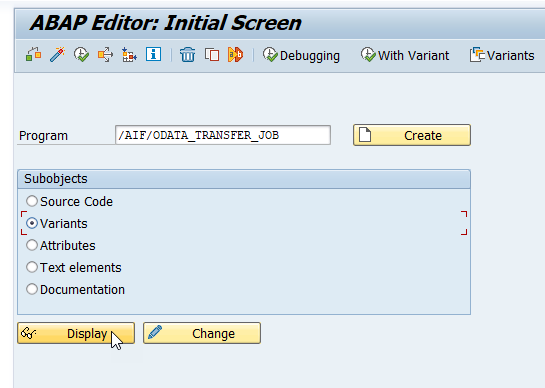 ABAP Editor: Initial Screen
Debugging With Variant Variants
Program /AIF/ODATA_TRANSFER_JOB Create
Subobjects
Source Code
Variants
Attributes
Text elements
Documentation
Display Change